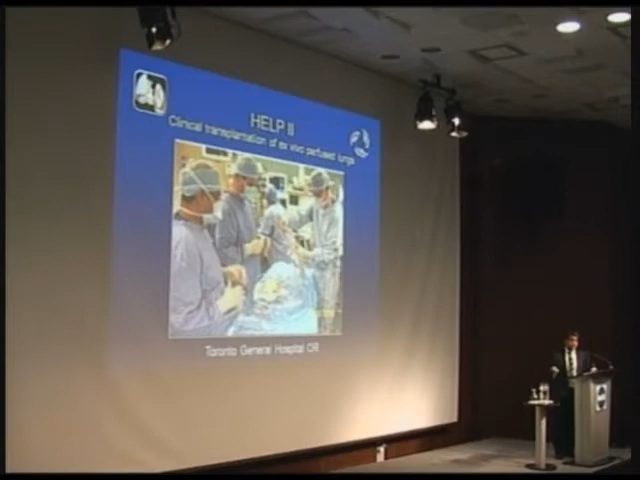 HELP II
Clinical transplantation of ex vivo perfused lungs
Toronto General Hospital OR